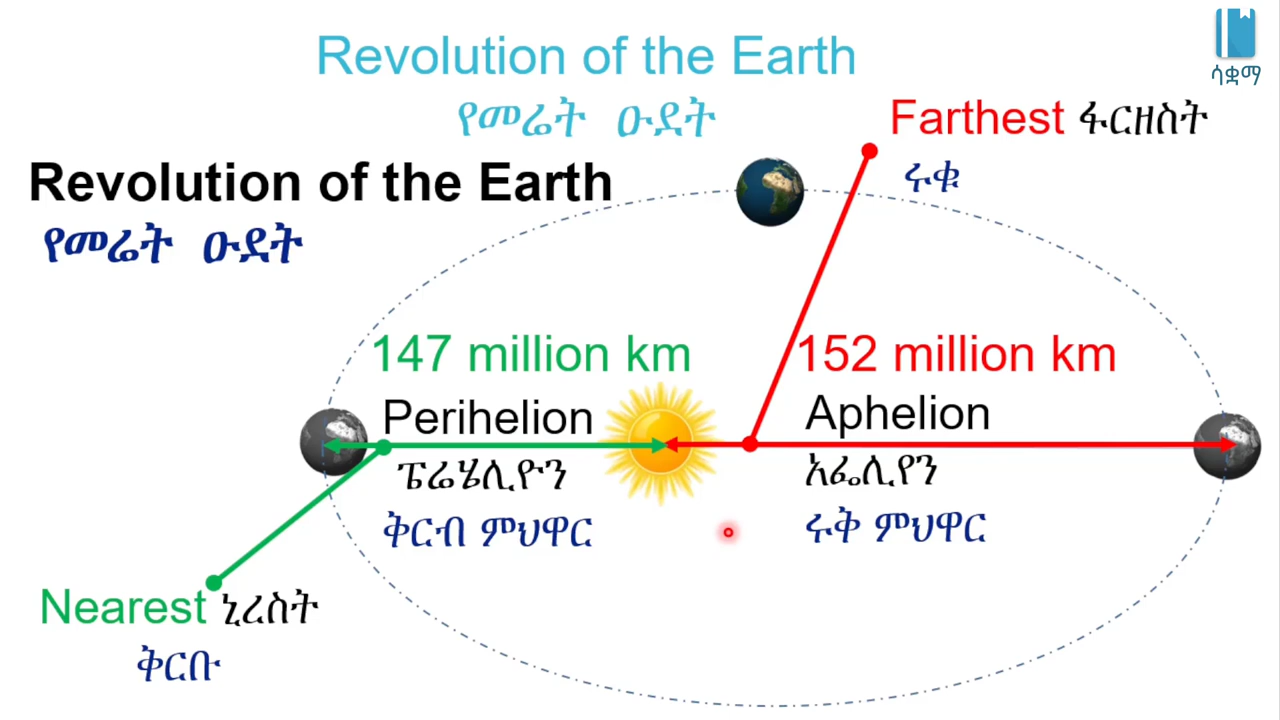 Revolution of the Earth
የመሬት ዑደት
ሳቋማ
Farthest ፋርዘስት
ሩቁ
Revolution of the Earth
የመሬት ዑደት
147 million km
152 million km
Perihelion
Aphelion
ፔሬሄሊዮን
አፌሊየን
ቅርብ ምህዋር
ሩቅ ምህዋር
Nearest ኒረስት
ቅርቡ